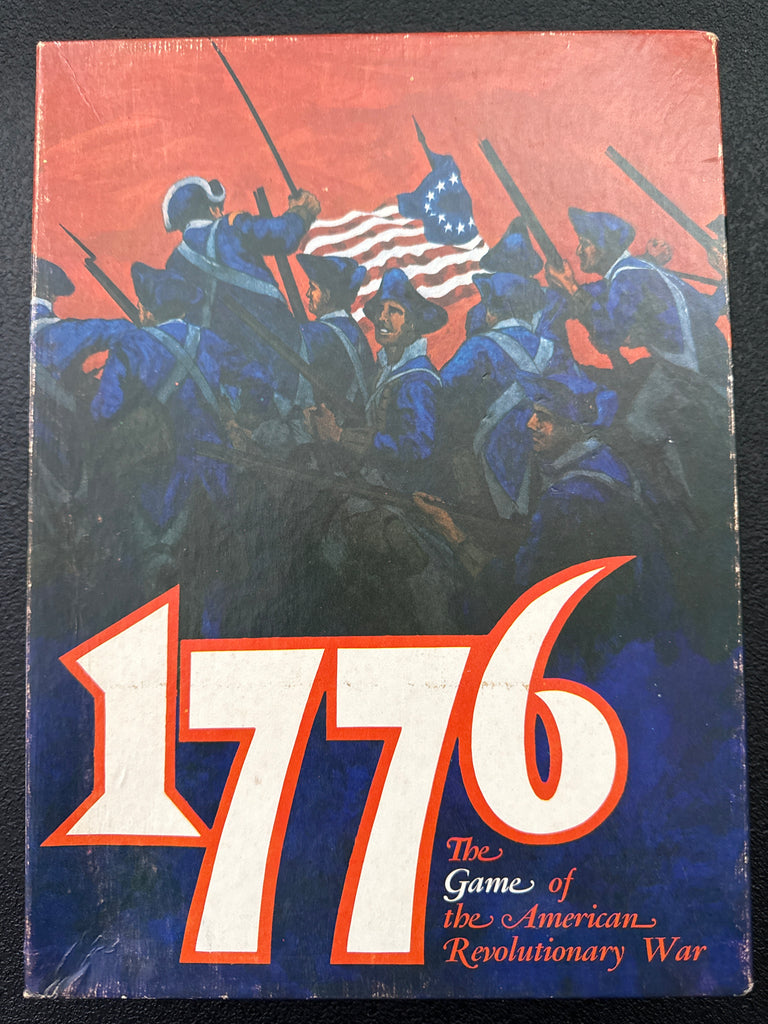 1776
The
Game of
the American
Revolutionary War